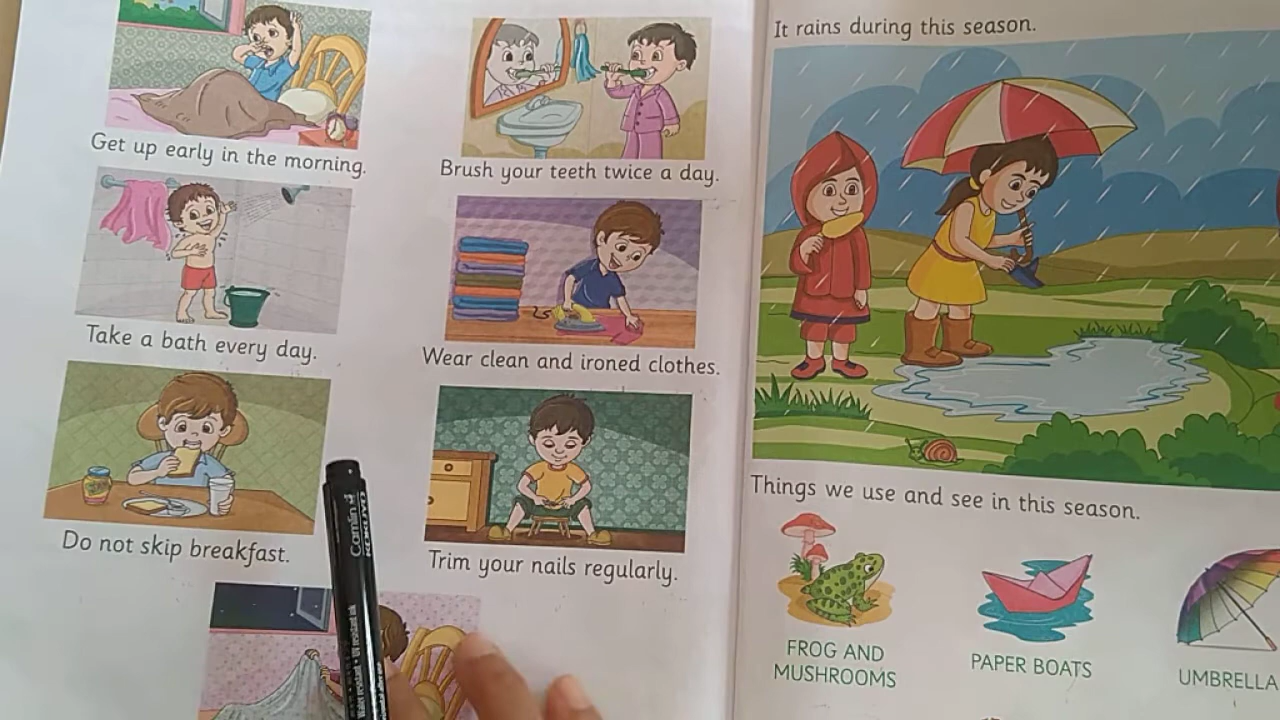 Get up early in the morning.
Brush your teeth twice a day.
Take a bath every day.
Wear clean and ironed clothes.
Do not skip breakfast.
Trim your nails regularly.
Camlin
KOKUYO
It rains during this season.
Things we use and see in this season.
FROG AND
MUSHROOMS
PAPER BOATS
UMBRELLA